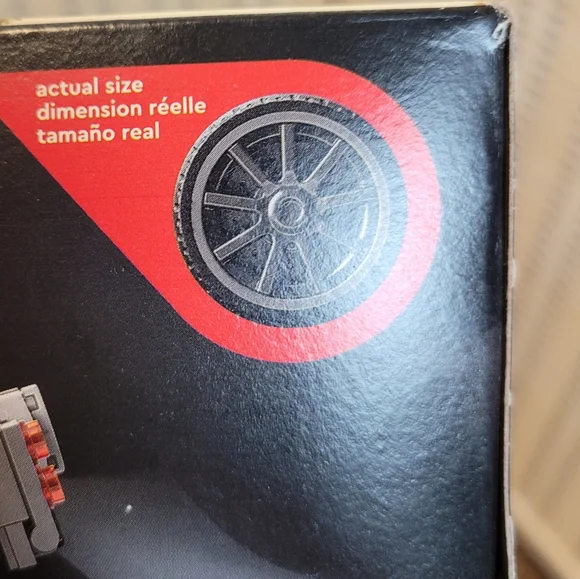 actual size
dimension réelle
tamaño real